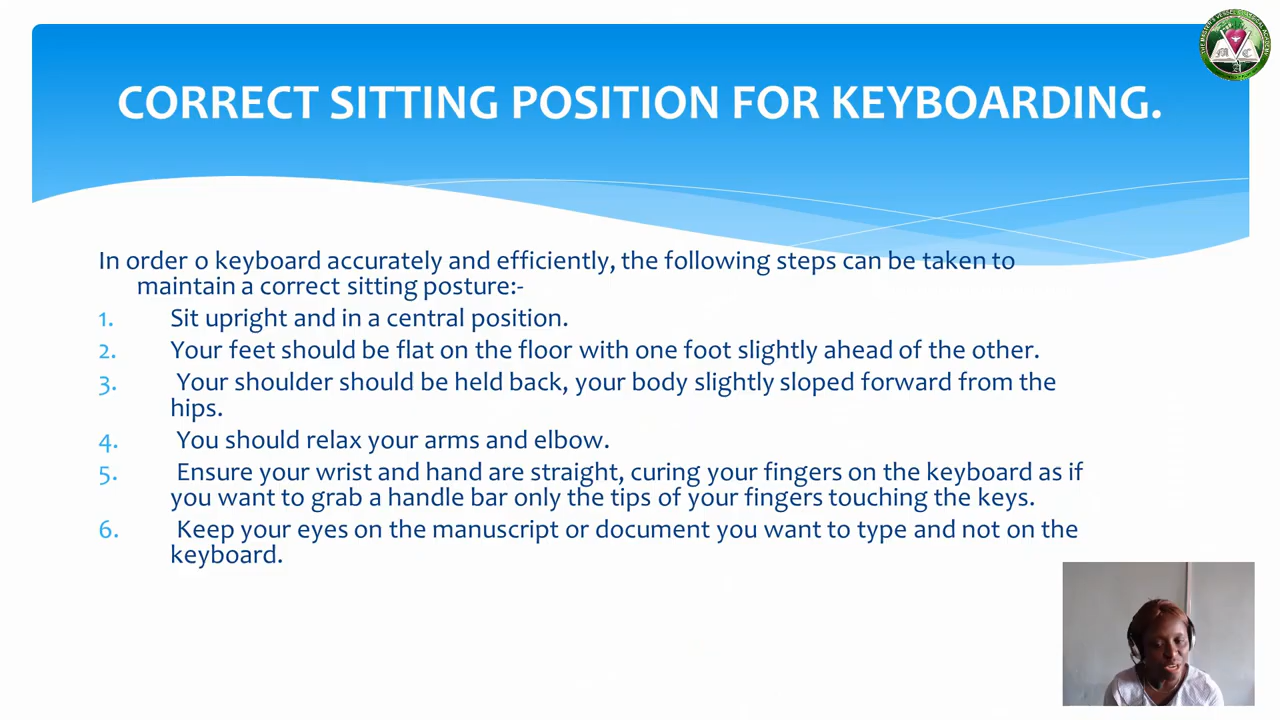 CORRECT SITTING POSITION FOR KEYBOARDING.
In order o keyboard accurately and efficiently, the following steps can be taken to
maintain a correct sitting posture:-
1. Sit upright and in a central position.
2. Your feet should be flat on the floor with one foot slightly ahead of the other.
3. Your shoulder should be held back, your body slightly sloped forward from the
hips.
4. You should relax your arms and elbow.
5. Ensure your wrist and hand are straight, curing your fingers on the keyboard as if
you want to grab a handle bar only the tips of your fingers touching the keys.
6. Keep your eyes on the manuscript or document you want to type and not on the
keyboard.